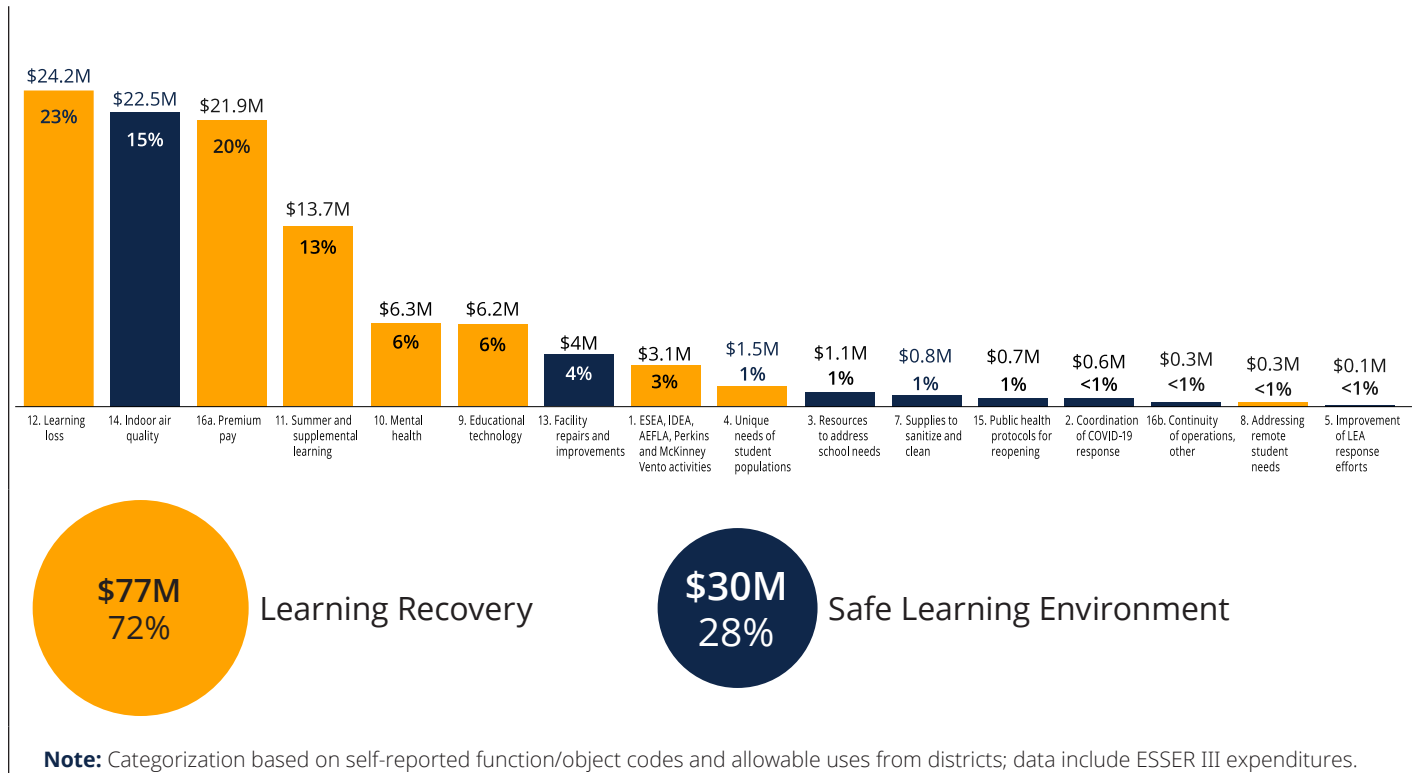 $24.2M
23%
$22.5M
15%
$21.9M
20%
$13.7M
13%
$6.3M
6%
$6.2M
6%
$4M
4%
$3.1M
3%
$1.5M
1%
$1.1M
1%
$0.8M
1%
$0.7M
1%
$0.6M
<1%
$0.3M
<1%
$0.3M
<1%
$0.1M
<1%
12. Learning
loss
14. Indoor air
quality
16a. Premium
pay
11. Summer and
supplemental
learning
10. Mental
health
9. Educational
technology
13. Facility
repairs and
improvements
1. ESEA, IDEA,
AEFLA, Perkins
and McKinney
Vento activities
4. Unique
needs of
student
populations
3. Resources
to address
school needs
7. Supplies to
sanitize and
clean
15. Public health
protocols for
reopening
2. Coordination
of COVID-19
response
16b. Continuity
of operations,
other
8. Addressing
remote
student
needs
5. Improvement
of LEA
response
efforts
$77M
72%
Learning Recovery
$30M
28%
Safe Learning Environment
Note: Categorization based on self-reported function/object codes and allowable uses from districts; data include ESSER III expenditures.